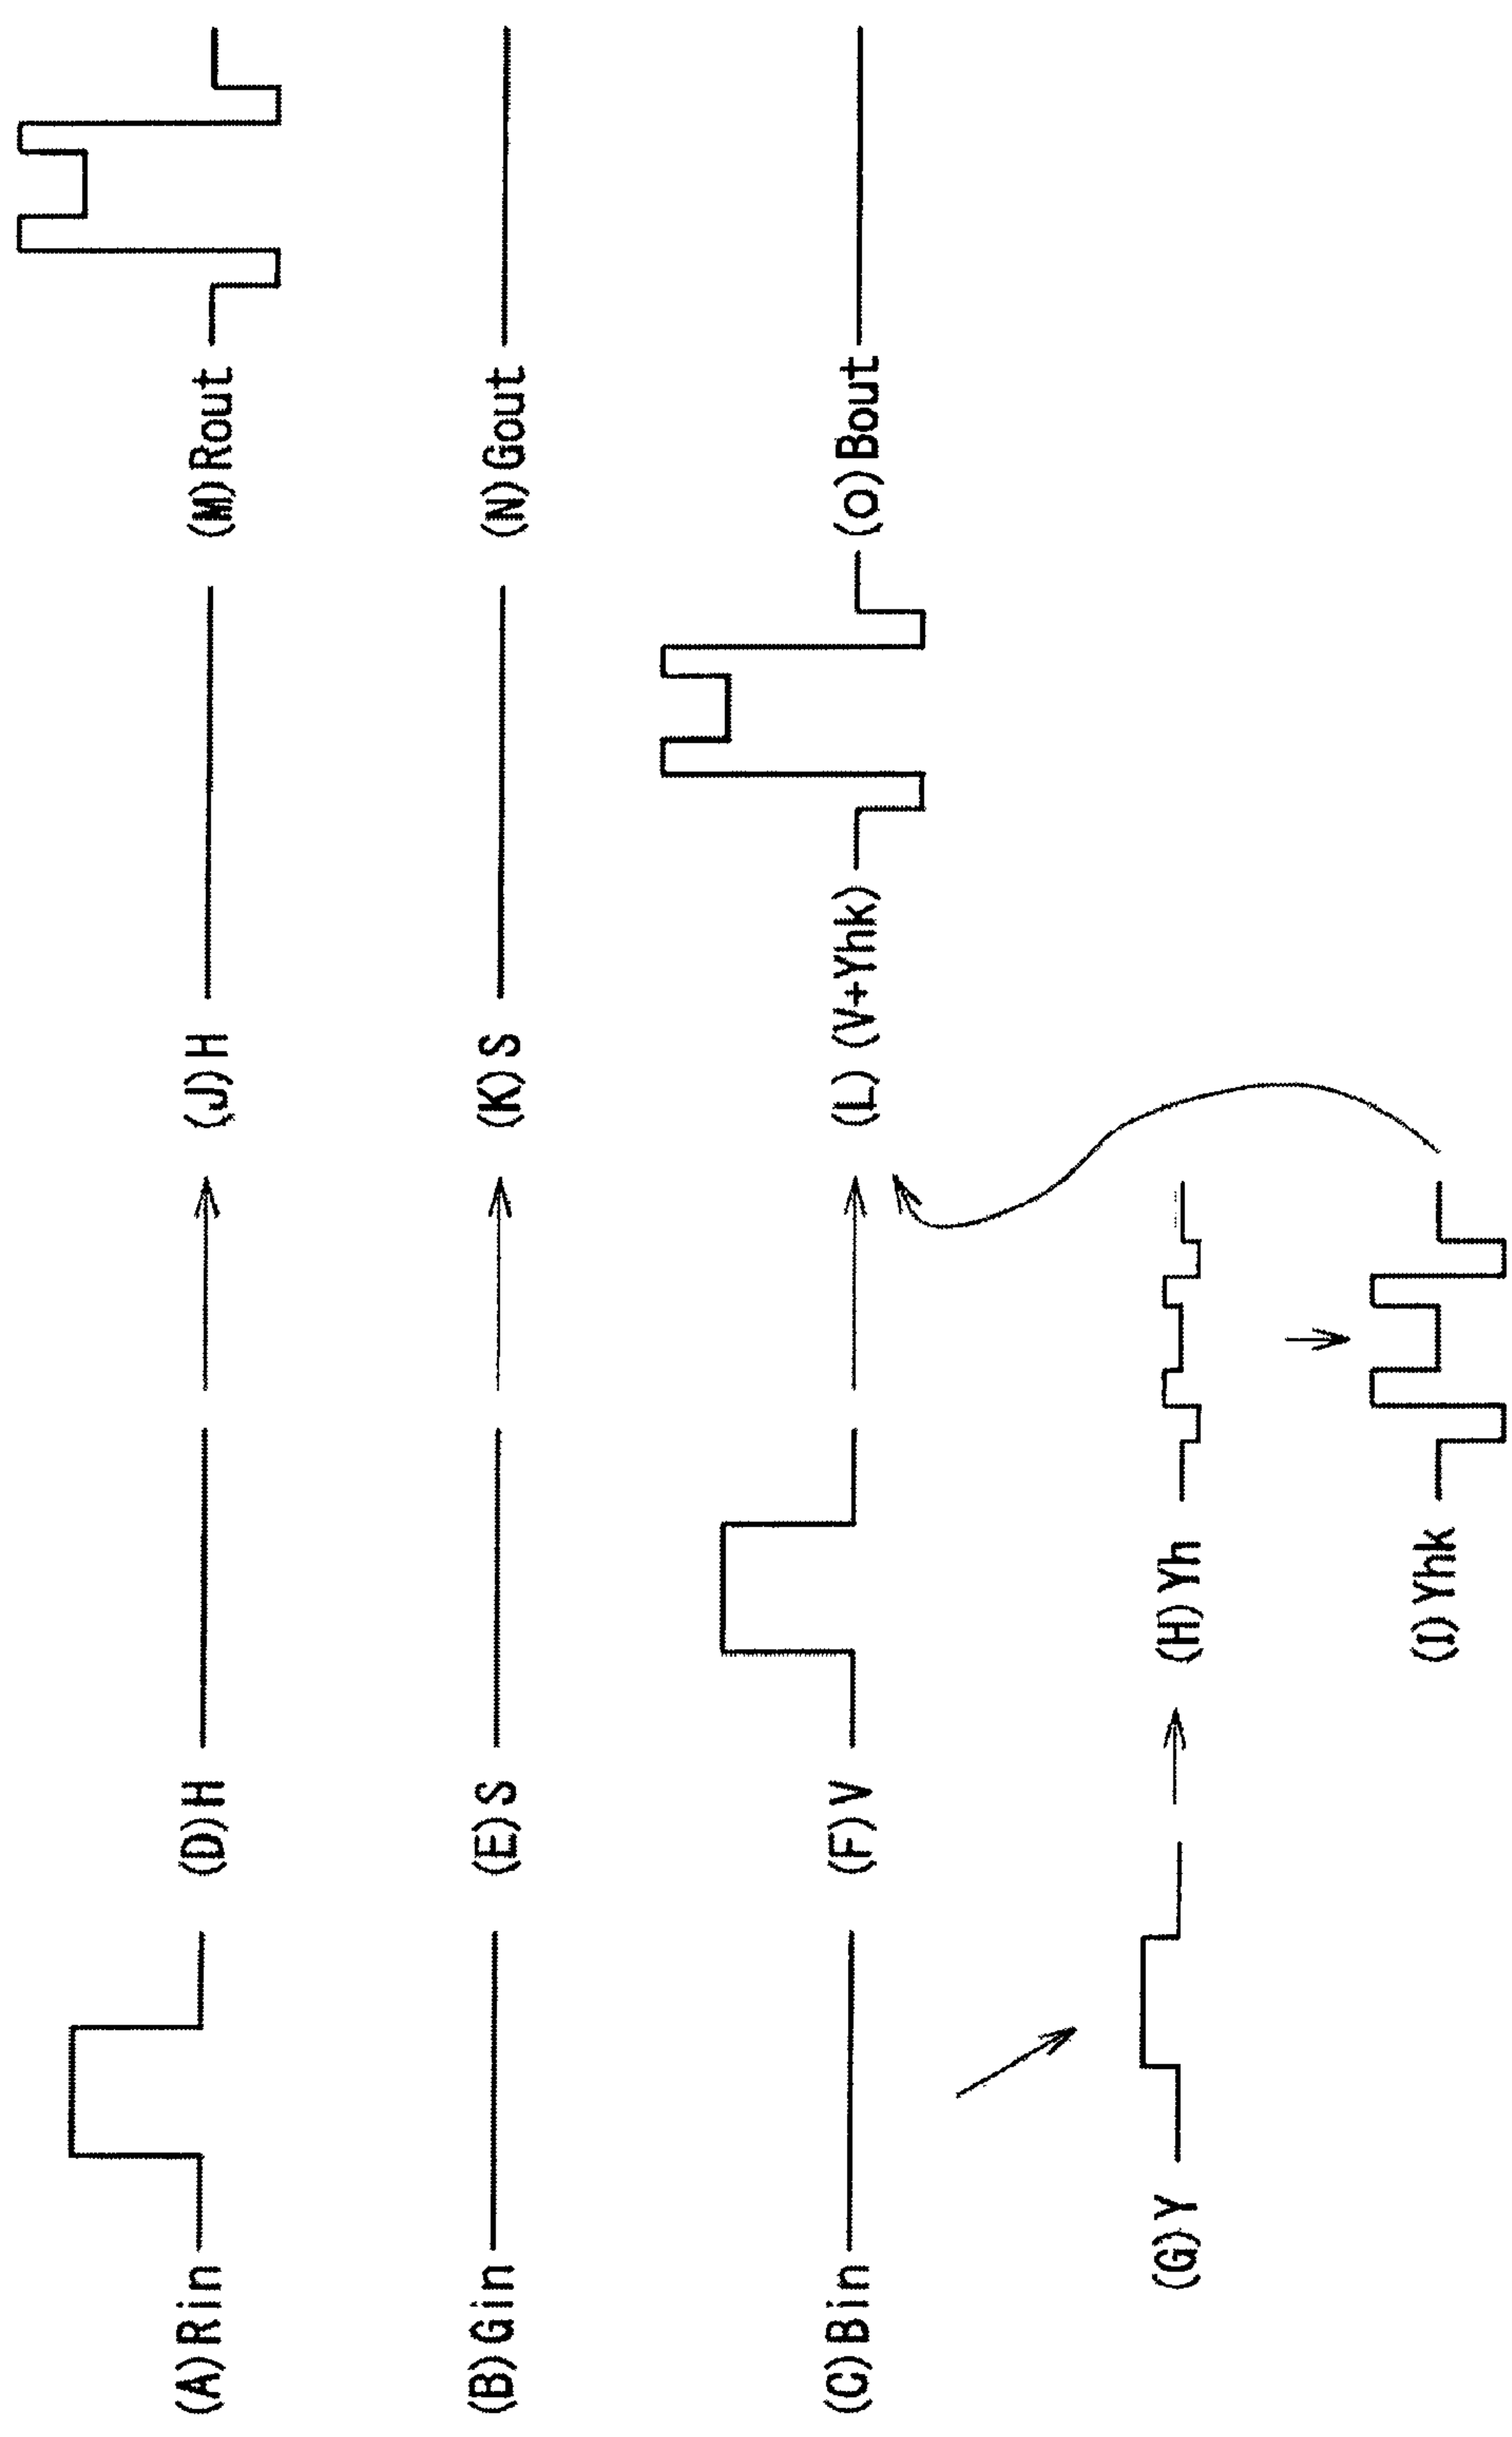 (A) Rin
(B) Gin
(C) Bin
(D) H
(E) S
(F) V
(G) Y
(H) Yh
(I) Yhk
(J) H
(K) S
(L) (V+Yhk)
(M) Rout
(N) Gout
(O) Bout